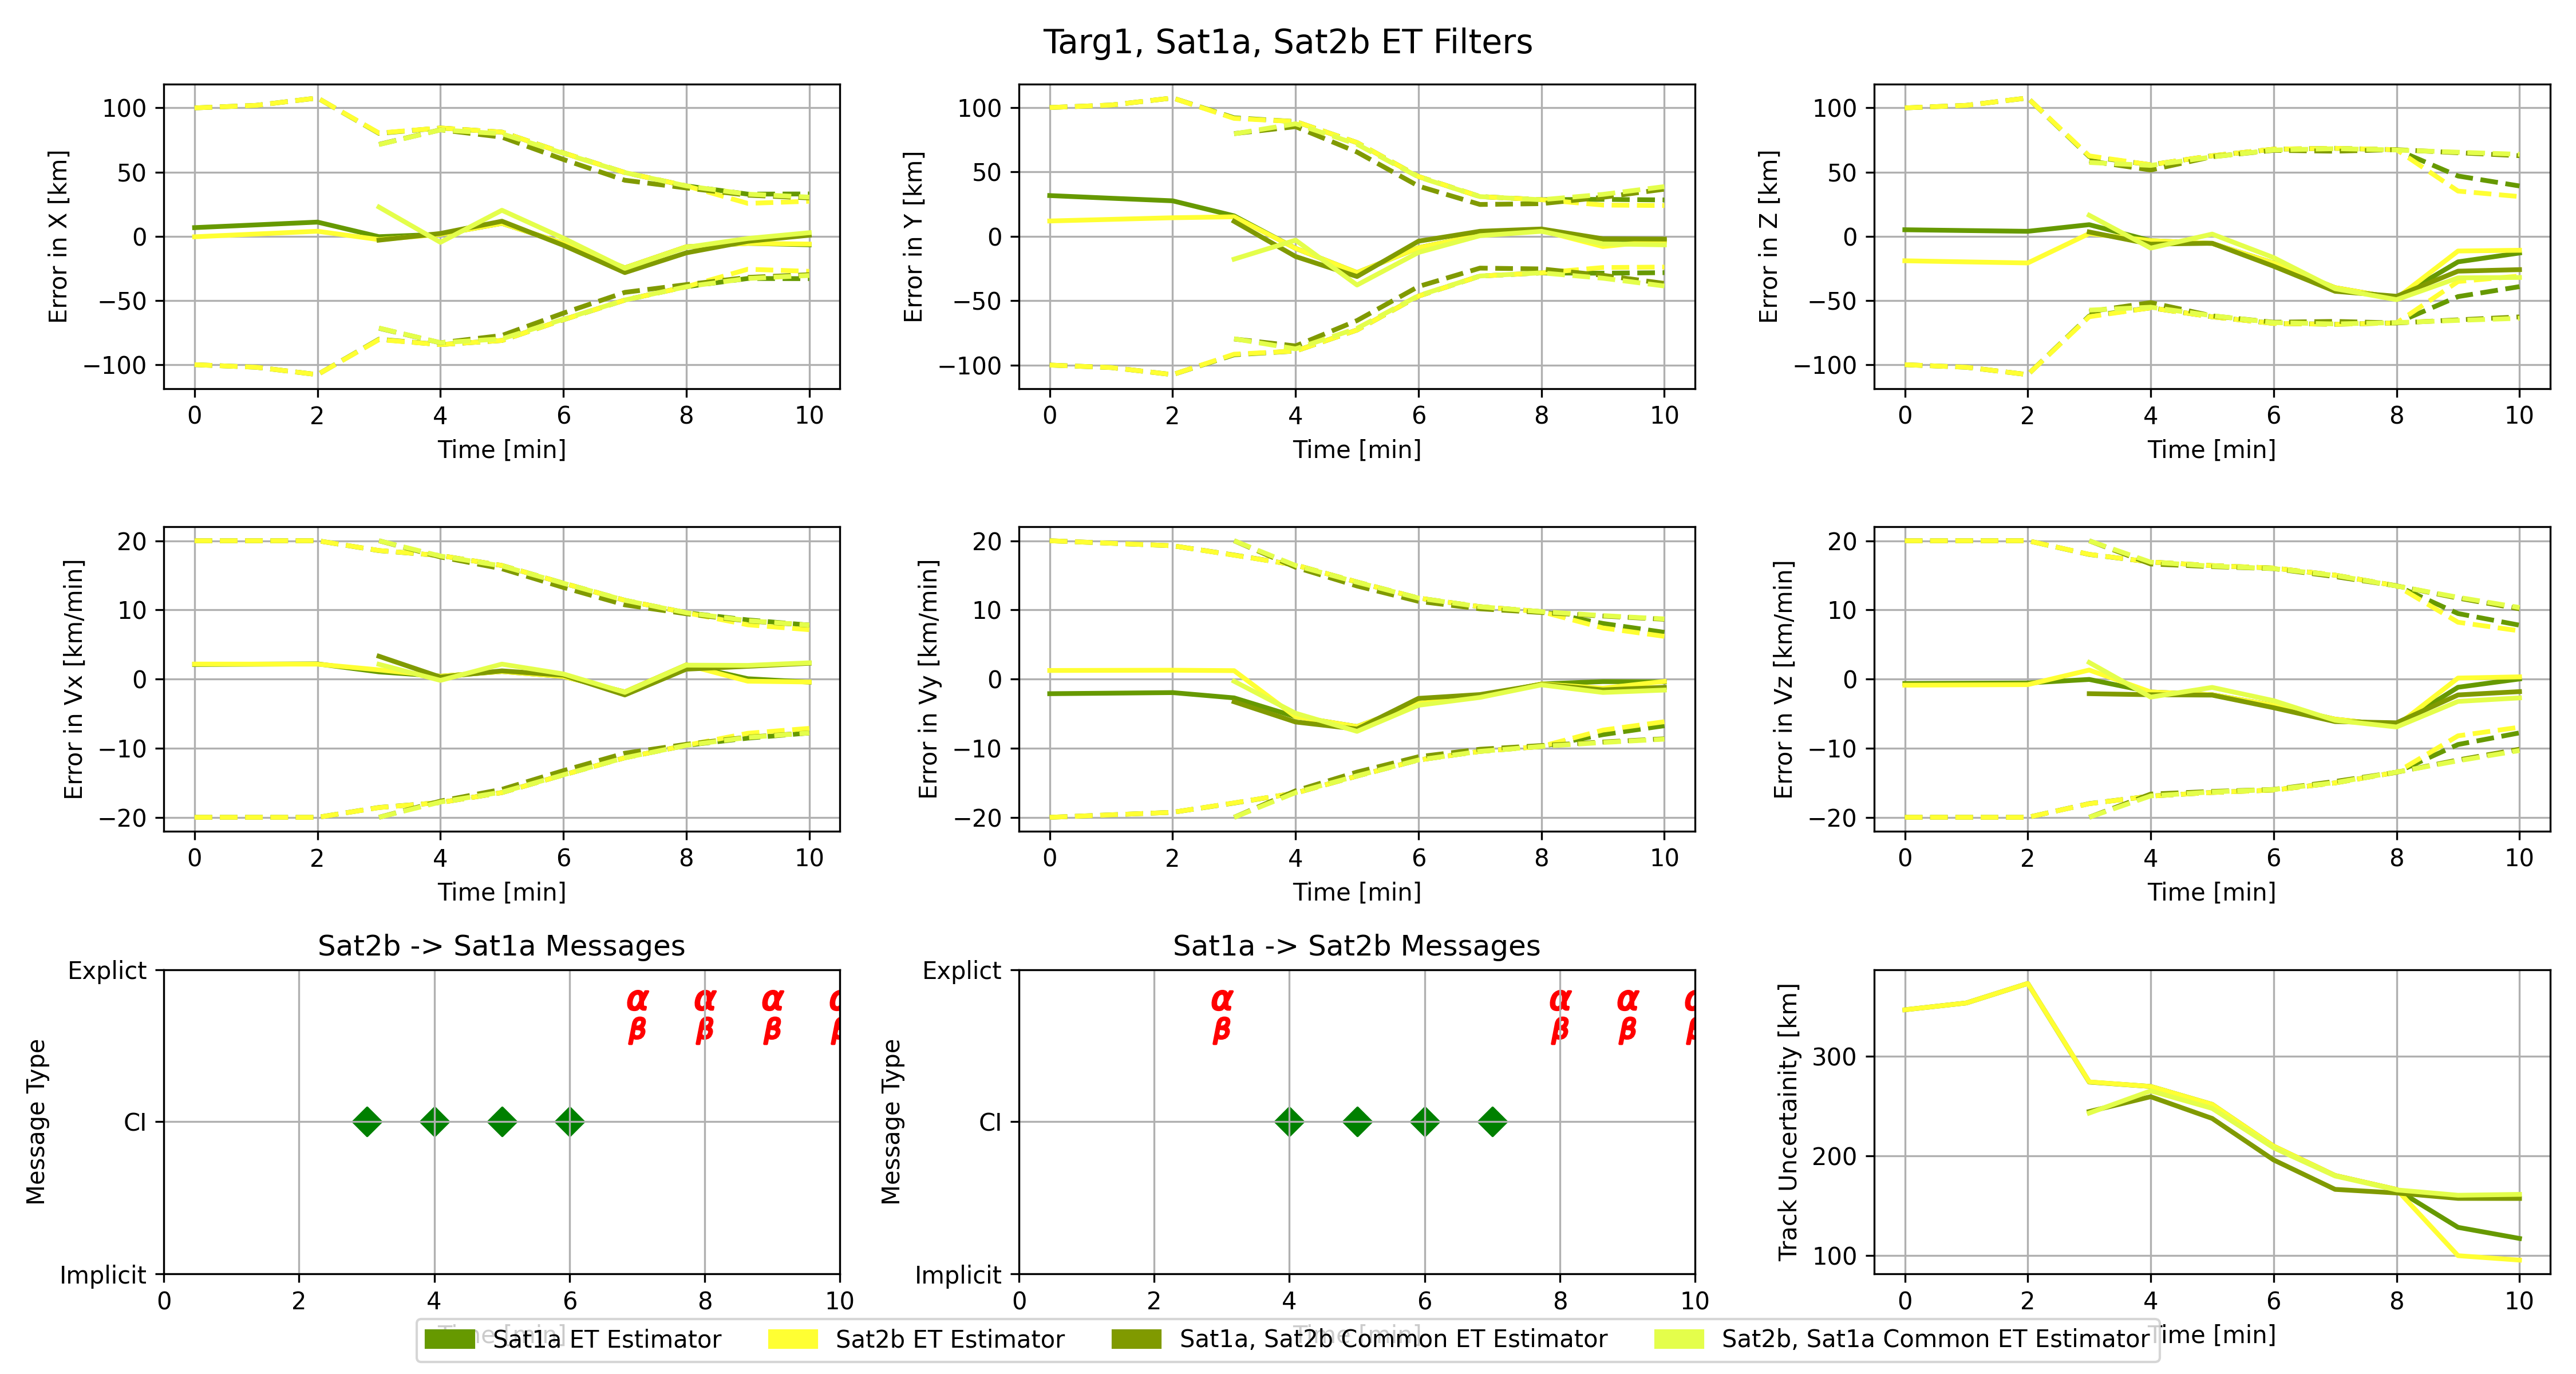 Targ1, Sat1a, Sat2b ET Filters
100
50
0
−50
−100
Error in X [km]
0 2 4 6 8 10
Time [min]
100
50
0
−50
−100
Error in Y [km]
0 2 4 6 8 10
Time [min]
100
50
0
−50
−100
Error in Z [km]
0 2 4 6 8 10
Time [min]
20
10
0
−10
−20
Error in Vx [km/min]
0 2 4 6 8 10
Time [min]
20
10
0
−10
−20
Error in Vy [km/min]
0 2 4 6 8 10
Time [min]
20
10
0
−10
−20
Error in Vz [km/min]
0 2 4 6 8 10
Time [min]
Sat2b -> Sat1a Messages
Explict
CI
Implicit
Message Type
α α α α
β β β β
0 2 4 6 8 10
Time [min]
Sat1a -> Sat2b Messages
Explict
CI
Implicit
Message Type
α α α α
β β β β
0 2 4 6 8 10
Time [min]
300
200
100
Track Uncertainity [km]
0 2 4 6 8 10
Time [min]
Sat1a ET Estimator
Sat2b ET Estimator
Sat1a, Sat2b Common ET Estimator
Sat2b, Sat1a Common ET Estimator